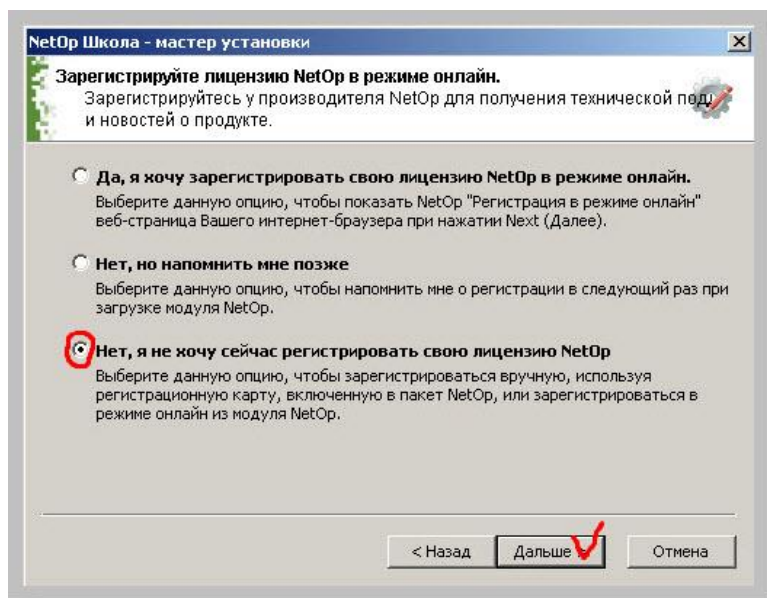 NetOp Школа - мастер установки
Зарегистрируйте лицензию NetOp в режиме онлайн.
Зарегистрируйтесь у производителя NetOp для получения технической под
и новостей о продукте.
Да, я хочу зарегистрировать свою лицензию NetOp в режиме онлайн.
Выберите данную опцию, чтобы показать NetOp "Регистрация в режиме онлайн"
веб-страница Вашего интернет-браузера при нажатии Next (Далее).
Нет, но напомнить мне позже
Выберите данную опцию, чтобы напомнить мне о регистрации в следующий раз при
загрузке модуля NetOp.
Нет, я не хочу сейчас регистрировать свою лицензию NetOp
Выберите данную опцию, чтобы зарегистрироваться вручную, используя
регистрационную карту, включенную в пакет NetOp, или зарегистрироваться в
режиме онлайн из модуля NetOp.
< Назад Дальше > Отмена